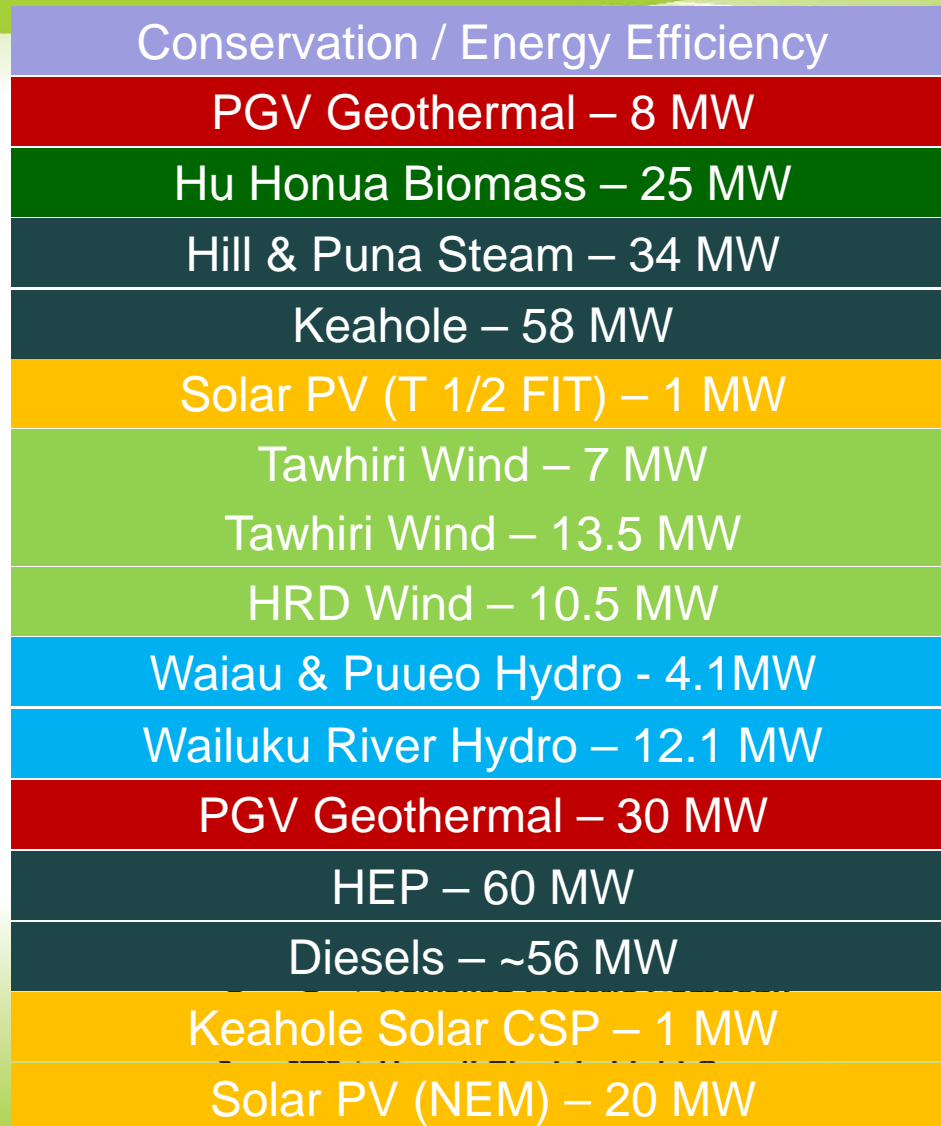 Conservation / Energy Efficiency
PGV Geothermal – 8 MW
Hu Honua Biomass – 25 MW
Hill & Puna Steam – 34 MW
Keahole – 58 MW
Solar PV (T 1/2 FIT) – 1 MW
Tawhiri Wind – 7 MW
Tawhiri Wind – 13.5 MW
HRD Wind – 10.5 MW
Waiau & Puueo Hydro - 4.1MW
Wailuku River Hydro – 12.1 MW
PGV Geothermal – 30 MW
HEP – 60 MW
Diesels – ~56 MW
Keahole Solar CSP – 1 MW
Solar PV (NEM) – 20 MW